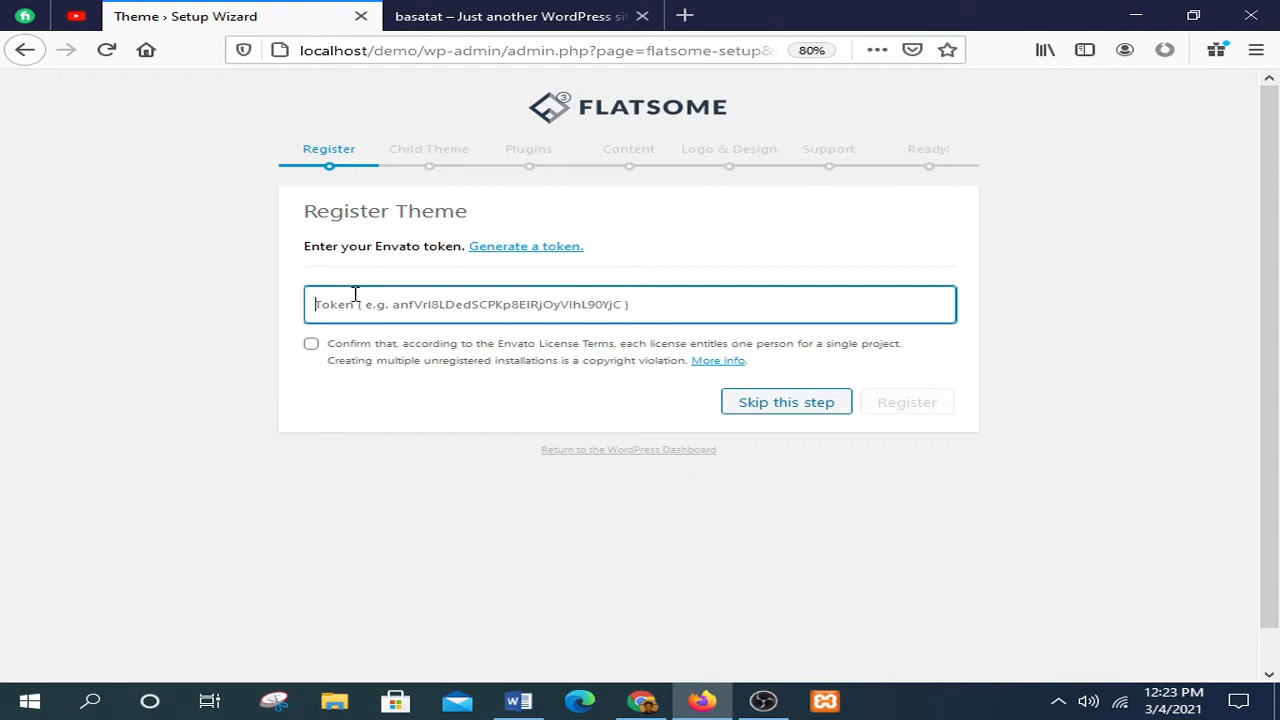 Theme › Setup Wizard
basatat – Just another WordPress si
localhost/demo/wp-admin/admin.php?page=flatsome-setup&
80%
3
FLATSOME
Register
Child Theme
Plugins
Content
Logo & Design
Support
Ready!
Register Theme
Enter your Envato token. Generate a token.
Token ( e.g. anfVrI8LDedSCPKp8EIRjOyVIhL90YjC )
Confirm that, according to the Envato License Terms, each license entitles one person for a single project.
Creating multiple unregistered installations is a copyright violation. More info.
Skip this step
Register
Return to the WordPress Dashboard
12:23 PM
3/4/2021